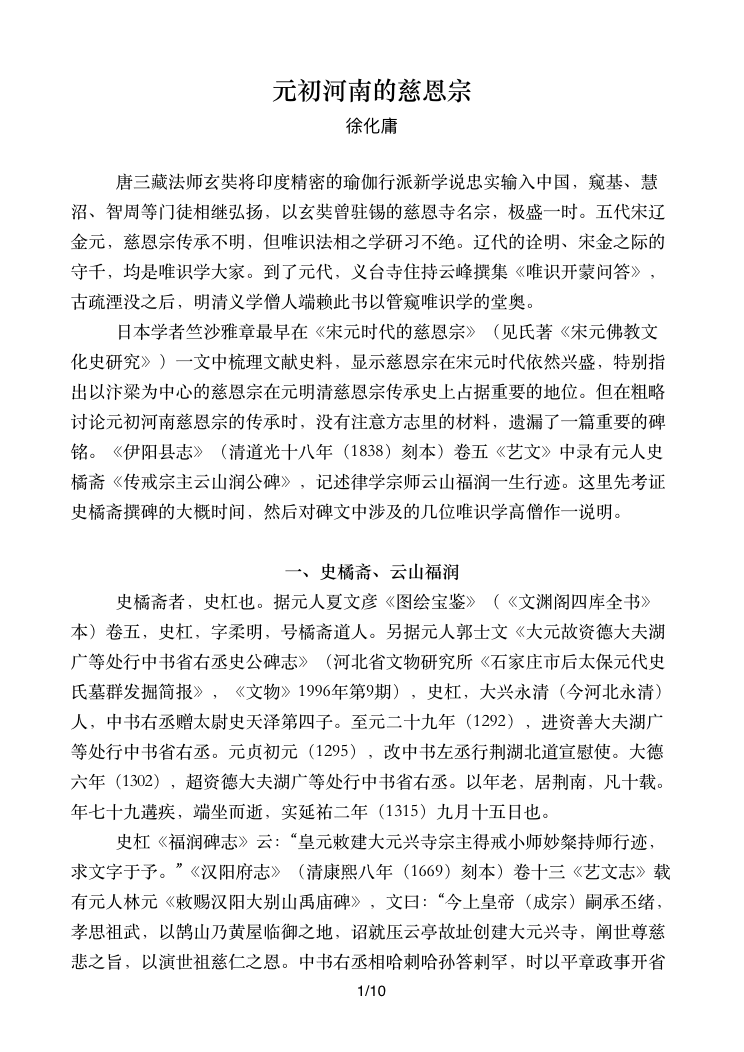 元初河南的慈恩宗
徐化庸
唐三藏法师玄奘将印度精密的瑜伽行派新学说忠实输入中国，窥基、慧
沼、智周等门徒相继弘扬，以玄奘曾驻锡的慈恩寺名宗，极盛一时。五代宋辽
金元，慈恩宗传承不明，但唯识法相之学研习不绝。辽代的诠明、宋金之际的
守千，均是唯识学大家。到了元代，义台寺住持云峰撰集《唯识开蒙问答》，
古疏湮没之后，明清义学僧人端赖此书以管窥唯识学的堂奥。
日本学者竺沙雅章最早在《宋元时代的慈恩宗》（见氏著《宋元佛教文
化史研究》）一文中梳理文献史料，显示慈恩宗在宋元时代依然兴盛，特别指
出以汴梁为中心的慈恩宗在元明清慈恩宗传承史上占据重要的地位。但在粗略
讨论元初河南慈恩宗的传承时，没有注意方志里的材料，遗漏了一篇重要的碑
铭。《伊阳县志》（清道光十八年（1838）刻本）卷五《艺文》中录有元人史
橘斋《传戒宗主云山润公碑》，记述律学宗师云山福润一生行迹。这里先考证
史橘斋撰碑的大概时间，然后对碑文中涉及的几位唯识学高僧作一说明。
一、史橘斋、云山福润
史橘斋者，史杠也。据元人夏文彦《图绘宝鉴》（《文渊阁四库全书》
本）卷五，史杠，字柔明，号橘斋道人。另据元人郭士文《大元故资德大夫湖
广等处行中书省右丞史公碑志》（河北省文物研究所《石家庄市后太保元代史
氏墓群发掘简报》，《文物》1996年第9期），史杠，大兴永清（今河北永清）
人，中书右丞赠太尉史天泽第四子。至元二十九年（1292），进资善大夫湖广
等处行中书省右丞。元贞初元（1295），改中书左丞行荆湖北道宣慰使。大德
六年（1302），超资德大夫湖广等处行中书省右丞。以年老，居荆南，凡十载。
年七十九遘疾，端坐而逝，实延祐二年（1315）九月十五日也。
史杠《福润碑志》云：“皇元敕建大元兴寺宗主得戒小师妙粲持师行迹，
求文字于予。”《汉阳府志》（清康熙八年（1669）刻本）卷十三《艺文志》载
有元人林元《敕赐汉阳大别山禹庙碑》，文曰：“今上皇帝（成宗）嗣承丕绪，
孝思祖武，以鹄山乃黄屋临御之地，诏就压云亭故址创建大元兴寺，阐世尊慈
悲之旨，以演世祖慈仁之恩。中书右丞相哈剌哈孙答剌罕，时以平章政事开省
1/10